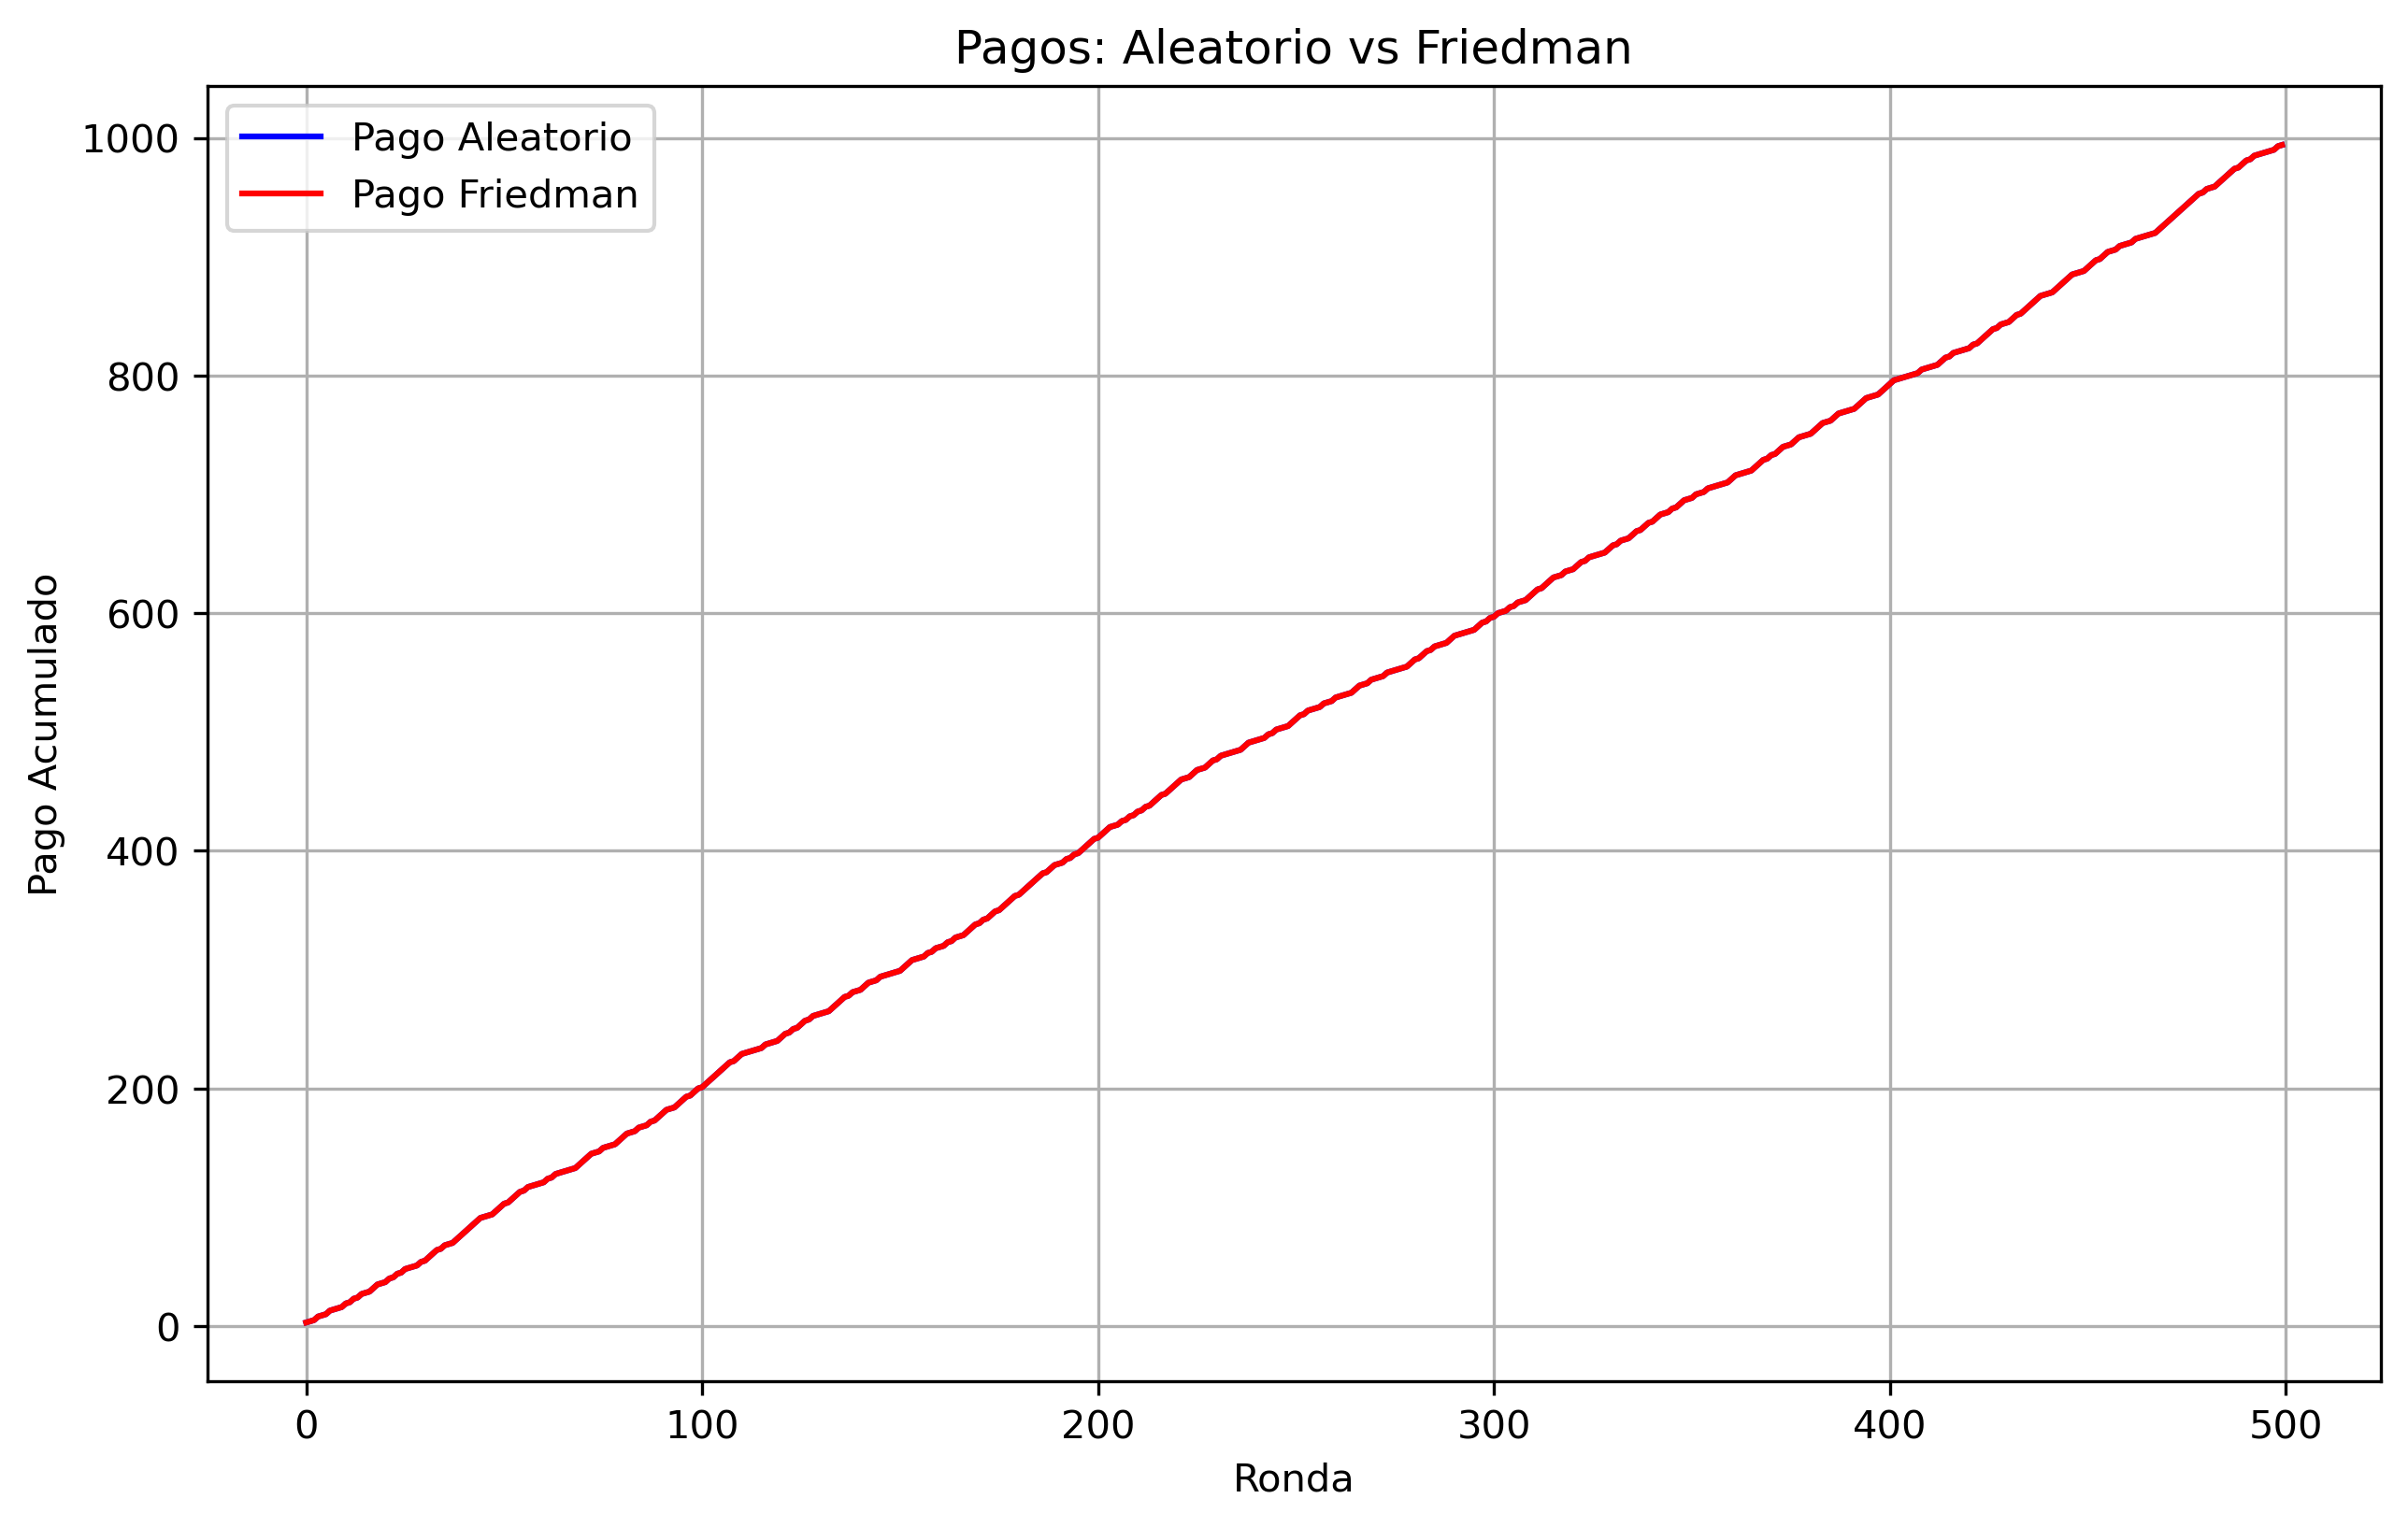 Pagos: Aleatorio vs Friedman
Pago Aleatorio
Pago Friedman
1000
800
600
400
200
0
Pago Acumulado
0 100 200 300 400 500
Ronda